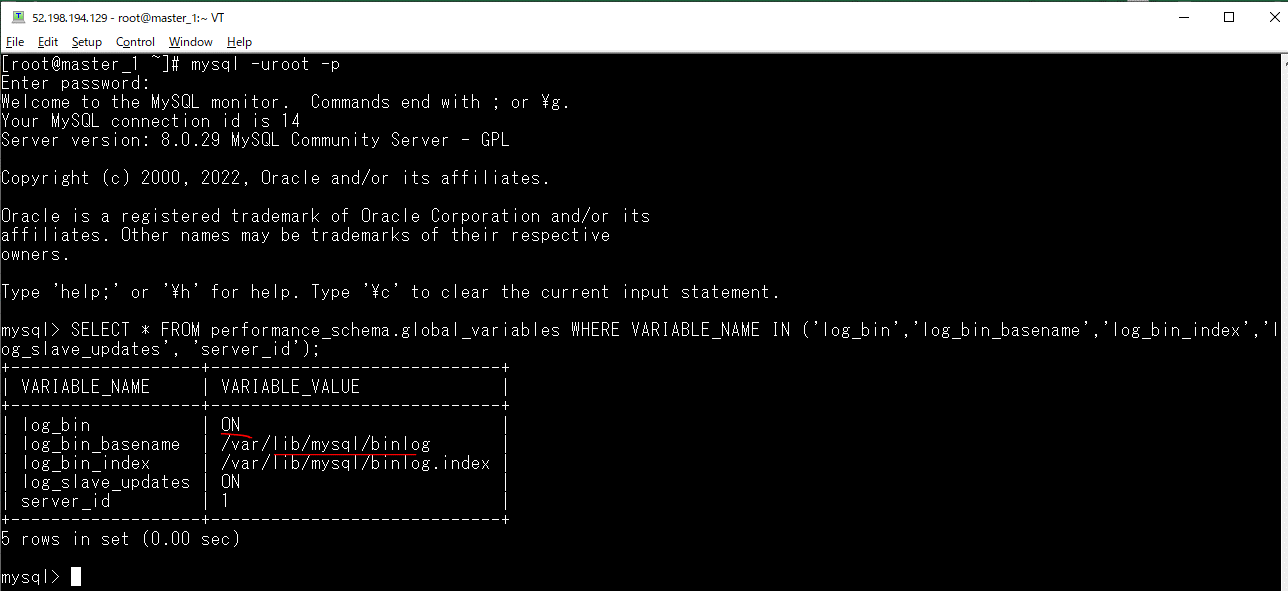 52.198.194.129 - root@master_1:~ VT
File Edit Setup Control Window Help
[root@master_1 ~]# mysql -uroot -p
Enter password:
Welcome to the MySQL monitor.  Commands end with ; or ¥g.
Your MySQL connection id is 14
Server version: 8.0.29 MySQL Community Server - GPL
Copyright (c) 2000, 2022, Oracle and/or its affiliates.
Oracle is a registered trademark of Oracle Corporation and/or its
affiliates. Other names may be trademarks of their respective
owners.
Type 'help;' or '¥h' for help. Type '¥c' to clear the current input statement.
mysql> SELECT * FROM performance_schema.global_variables WHERE VARIABLE_NAME IN ('log_bin','log_bin_basename','log_bin_index','l
og_slave_updates', 'server_id');
+-------------------+-----------------------------+
| VARIABLE_NAME     | VARIABLE_VALUE              |
+-------------------+-----------------------------+
| log_bin           | ON                          |
| log_bin_basename  | /var/lib/mysql/binlog       |
| log_bin_index     | /var/lib/mysql/binlog.index |
| log_slave_updates | ON                          |
| server_id         | 1                           |
+-------------------+-----------------------------+
5 rows in set (0.00 sec)
mysql>